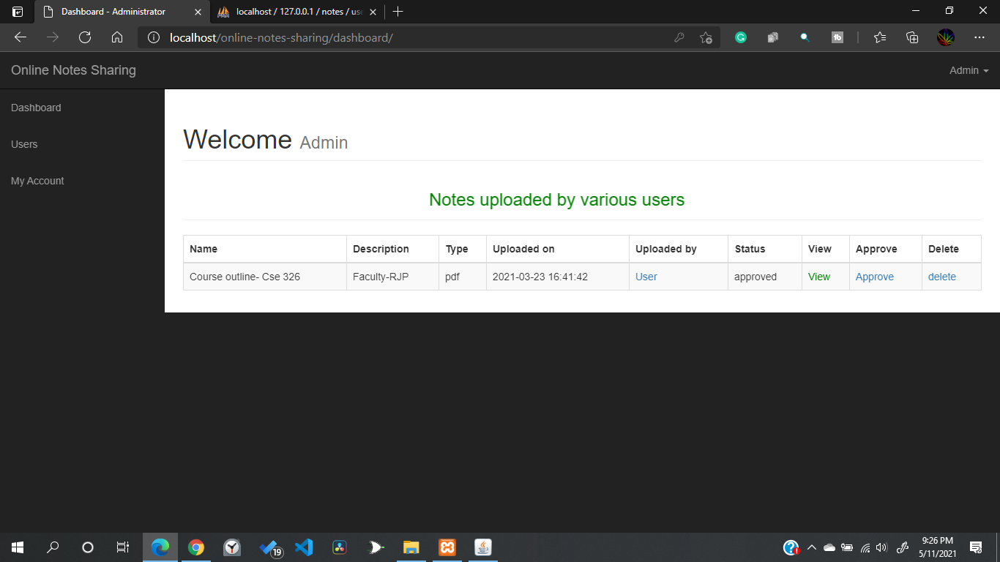 Dashboard - Administrator
localhost / 127.0.0.1 / notes / use
localhost/online-notes-sharing/dashboard/
Online Notes Sharing
Admin
Dashboard
Users
My Account
Welcome Admin
Notes uploaded by various users
Name Description Type Uploaded on Uploaded by Status View Approve Delete
Course outline- Cse 326 Faculty-RJP pdf 2021-03-23 16:41:42 User approved View Approve delete
19
9:26 PM
5/11/2021